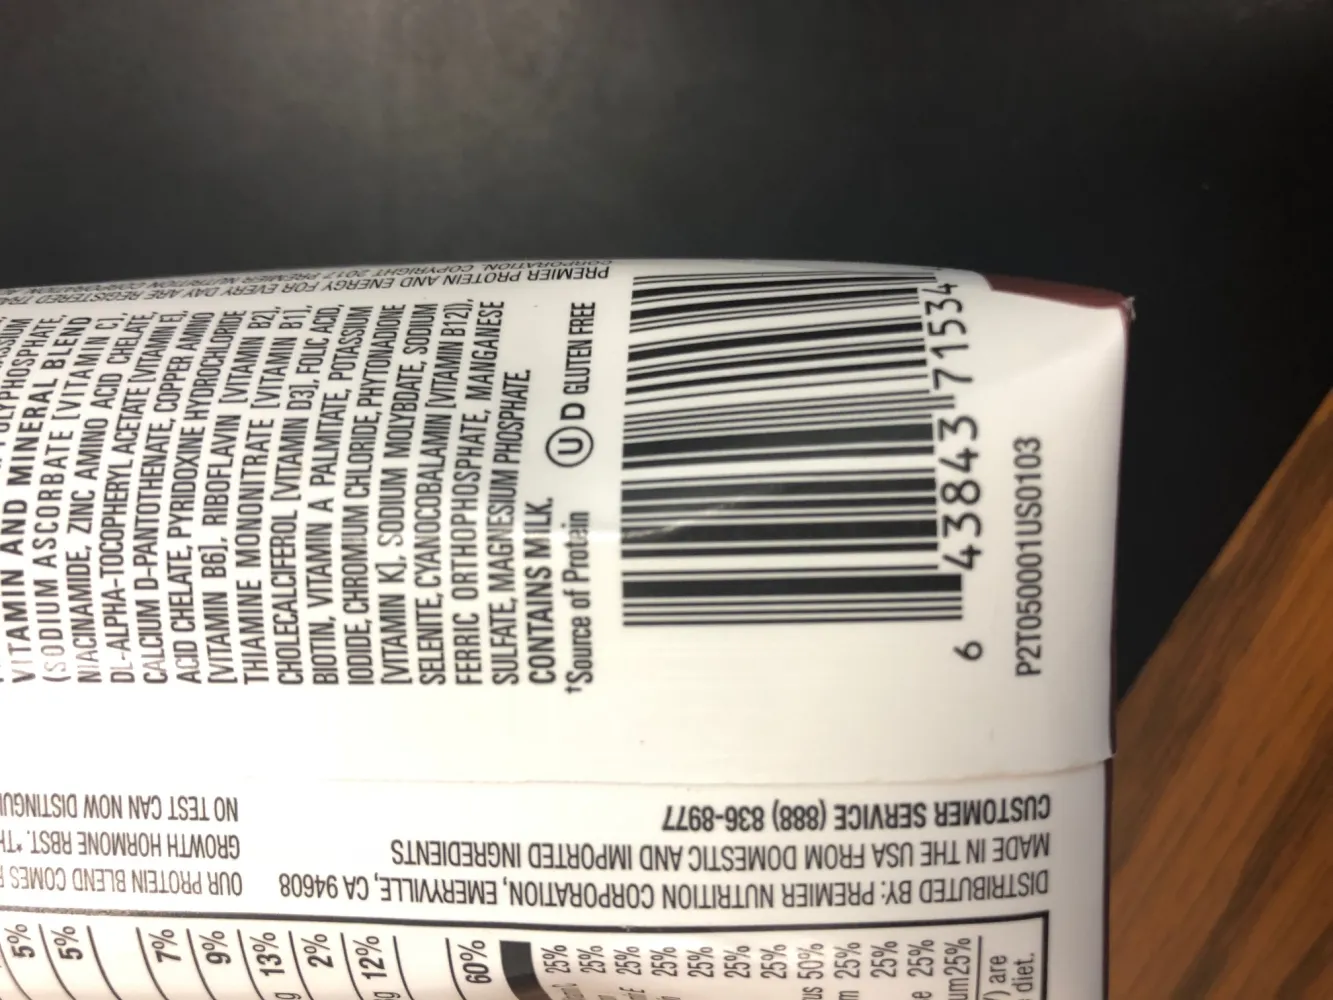 VITAMIN AND MINERAL BLEND
(SODIUM ASCORBATE [VITAMIN C],
NIACINAMIDE, ZINC AMINO ACID CHELATE,
DL-ALPHA-TOCOPHERYL ACETATE [VITAMIN E],
CALCIUM D-PANTOTHENATE, COPPER AMINO
ACID CHELATE, PYRIDOXINE HYDROCHLORIDE
[VITAMIN B6], RIBOFLAVIN [VITAMIN B2],
THIAMINE MONONITRATE [VITAMIN B1],
CHOLECALCIFEROL [VITAMIN D3], FOLIC ACID,
BIOTIN, VITAMIN A PALMITATE, POTASSIUM
IODIDE, CHROMIUM CHLORIDE, PHYTONADIONE
[VITAMIN K], SODIUM MOLYBDATE, SODIUM
SELENITE, CYANOCOBALAMIN [VITAMIN B12]),
FERRIC ORTHOPHOSPHATE, MANGANESE
SULFATE, MAGNESIUM PHOSPHATE.
CONTAINS MILK.
†Source of Protein
U D GLUTEN FREE
6 43843 71534
P2T050001US0103
PREMIER PROTEIN AND ENERGY FOR EVERY DAY ARE REGISTERED
CORPORATION. COPYRIGHT 2017 PREMIER NUTRITION CORPORATION
DISTRIBUTED BY: PREMIER NUTRITION CORPORATION, EMERYVILLE, CA 94608
MADE IN THE USA FROM DOMESTIC AND IMPORTED INGREDIENTS
CUSTOMER SERVICE (888) 836-8977
OUR PROTEIN BLEND COMES
GROWTH HORMONE RBST. *
NO TEST CAN NOW
5%
5%
7%
9%
13%
2%
12%
60%
25%
25%
25%
25%
25%
25%
25%
50%
25%
25%
25%
25%
are
diet.